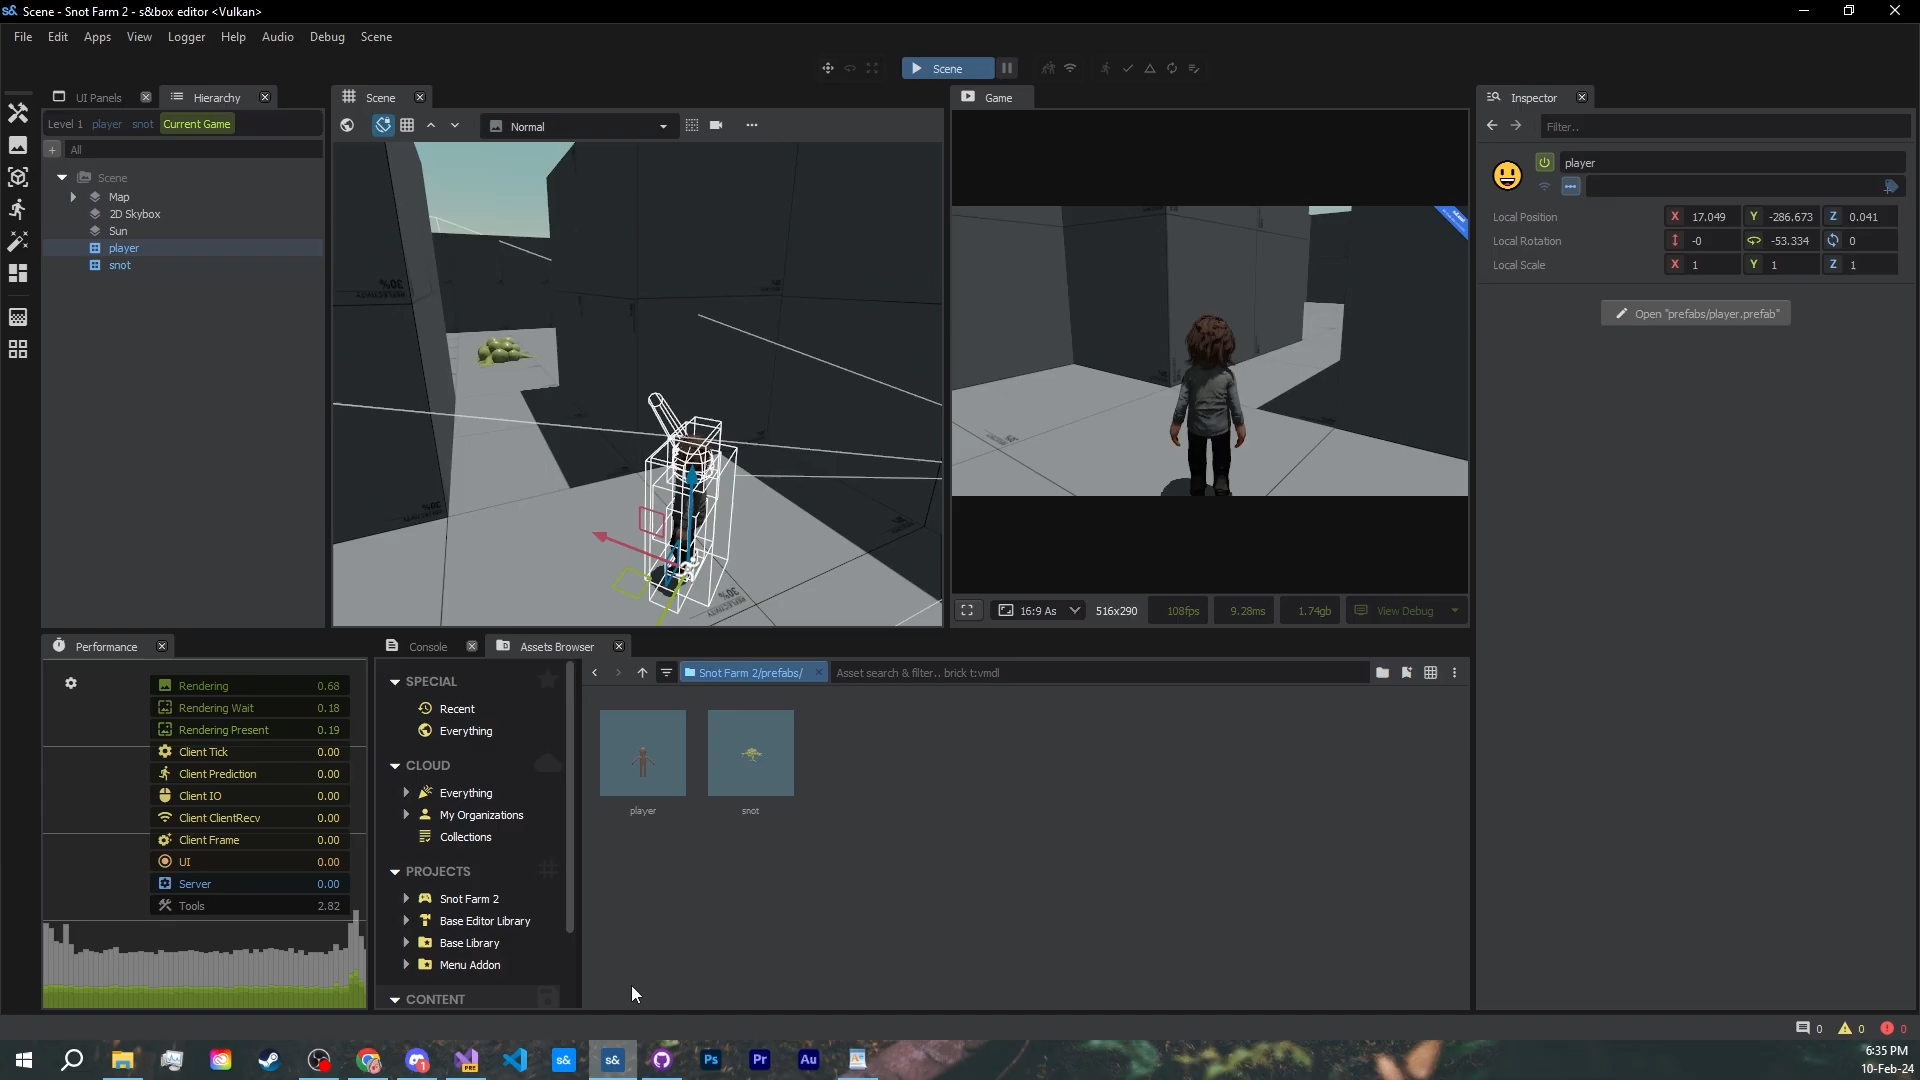 Scene - Snot Farm 2 - s&box editor <Vulkan>
File Edit Apps View Logger Help Audio Debug Scene
Scene
UI Panels Hierarchy Scene Game Inspector
Level 1 player snot Current Game
Normal
Filter..
All
Scene
Map
2D Skybox
Sun
player
snot
player
Local Position X 17.049 Y -286.673 Z 0.041
Local Rotation -0 -53.334 0
Local Scale X 1 Y 1 Z 1
Open "prefabs/player.prefab"
30%
30%
30%
16:9 As 516x290 108fps 9.28ms 1.74gb View Debug
Performance Console Assets Browser
Snot Farm 2/prefabs/ Asset search & filter.. brick t:vmdl
Rendering 0.68
Rendering Wait 0.18
Rendering Present 0.19
Client Tick 0.00
Client Prediction 0.00
Client IO 0.00
Client ClientRecv 0.00
Client Frame 0.00
UI 0.00
Server 0.00
Tools 2.82
SPECIAL
Recent
Everything
CLOUD
Everything
My Organizations
Collections
PROJECTS
Snot Farm 2
Base Editor Library
Base Library
Menu Addon
CONTENT
player snot
0 0 0
s& s& Ps Pr Au
PRE
1
6:35 PM
10-Feb-24